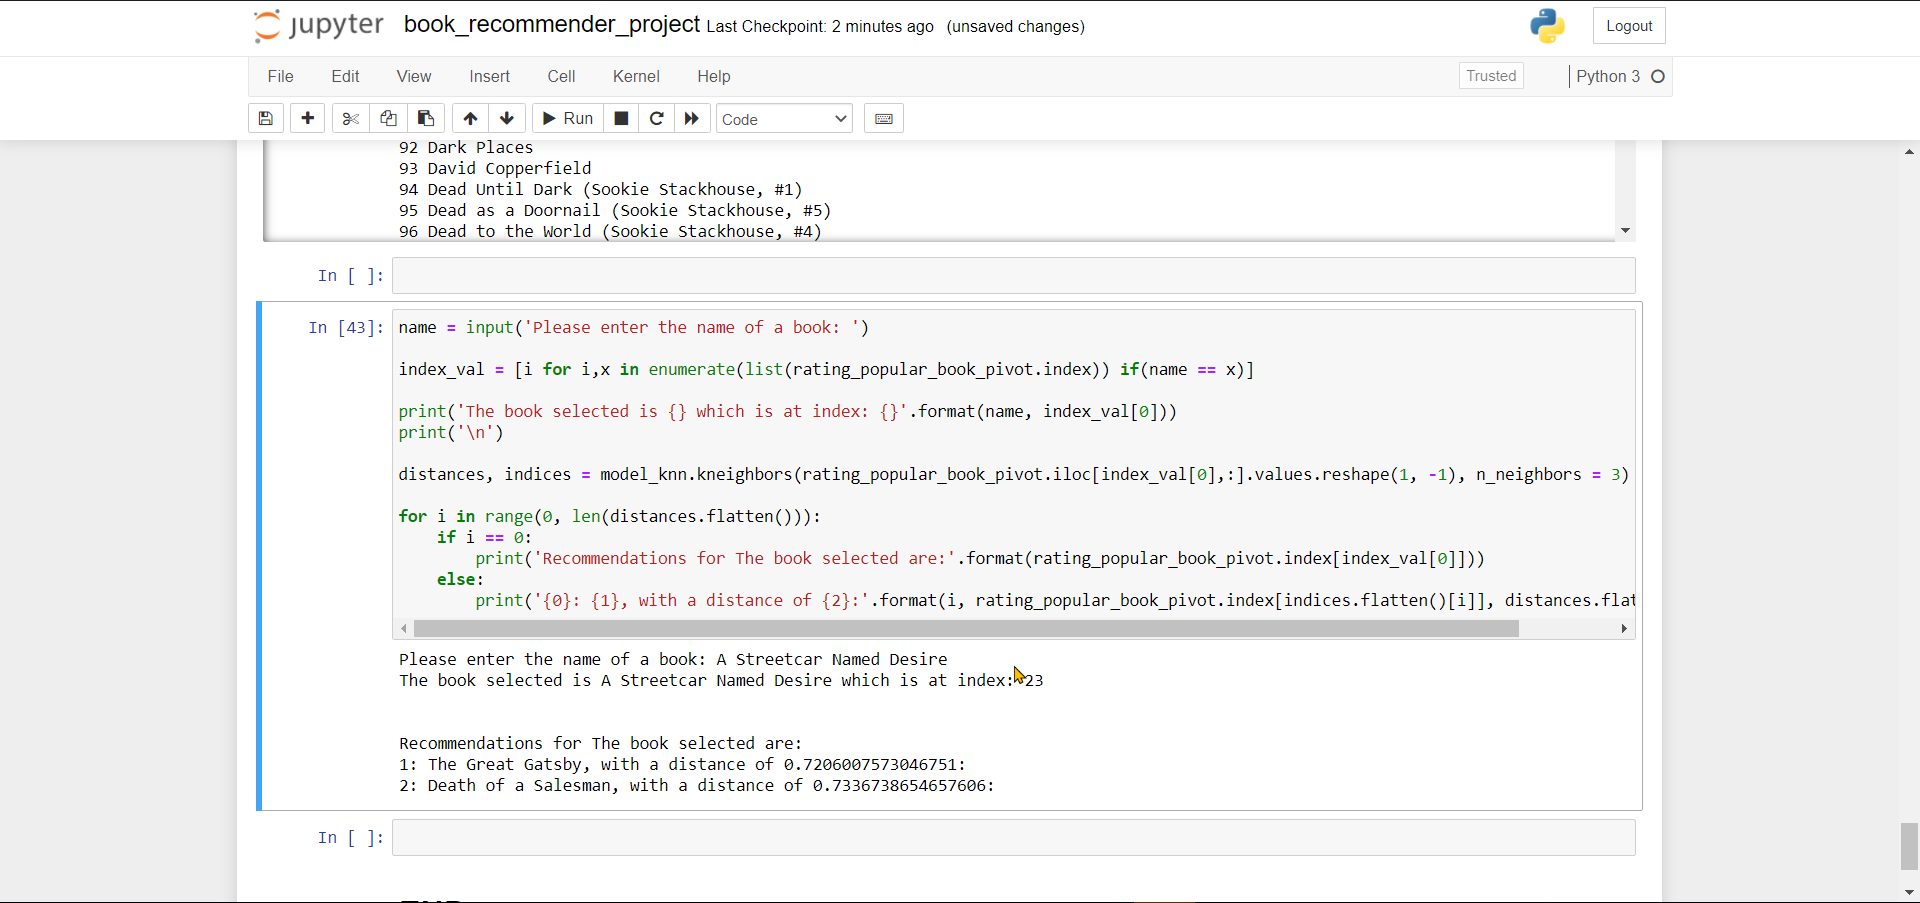 jupyter book_recommender_project Last Checkpoint: 2 minutes ago (unsaved changes) Logout
File Edit View Insert Cell Kernel Help Trusted Python 3
Run Code
92 Dark Places
93 David Copperfield
94 Dead Until Dark (Sookie Stackhouse, #1)
95 Dead as a Doornail (Sookie Stackhouse, #5)
96 Dead to the World (Sookie Stackhouse, #4)
In [ ]:
In [43]: name = input('Please enter the name of a book: ')
index_val = [i for i,x in enumerate(list(rating_popular_book_pivot.index)) if(name == x)]
print('The book selected is {} which is at index: {}'.format(name, index_val[0]))
print('\n')
distances, indices = model_knn.kneighbors(rating_popular_book_pivot.iloc[index_val[0],:].values.reshape(1, -1), n_neighbors = 3)
for i in range(0, len(distances.flatten())):
    if i == 0:
        print('Recommendations for The book selected are:'.format(rating_popular_book_pivot.index[index_val[0]]))
    else:
        print('{0}: {1}, with a distance of {2}:'.format(i, rating_popular_book_pivot.index[indices.flatten()[i]], distances.flat
Please enter the name of a book: A Streetcar Named Desire
The book selected is A Streetcar Named Desire which is at index: 23
Recommendations for The book selected are:
1: The Great Gatsby, with a distance of 0.7206007573046751:
2: Death of a Salesman, with a distance of 0.7336738654657606:
In [ ]: